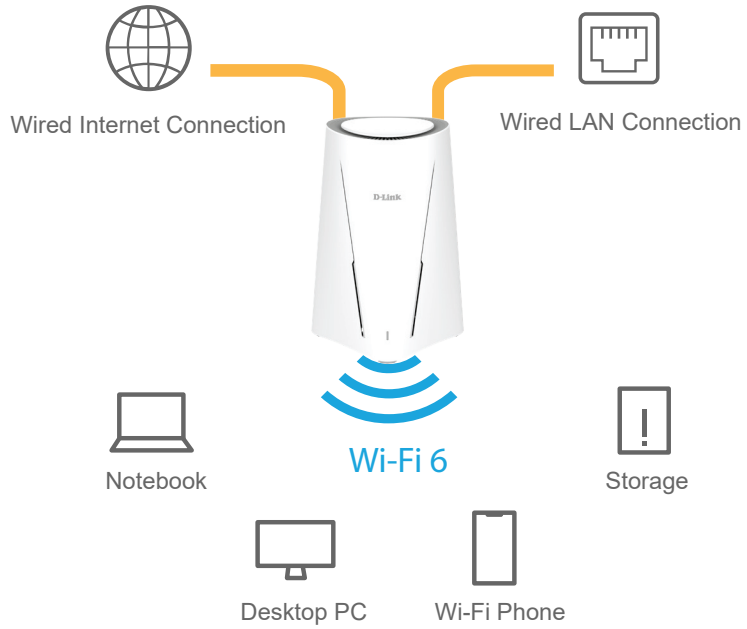 Wired Internet Connection
Wired LAN Connection
D-Link
Wi-Fi 6
Notebook
Storage
Desktop PC
Wi-Fi Phone